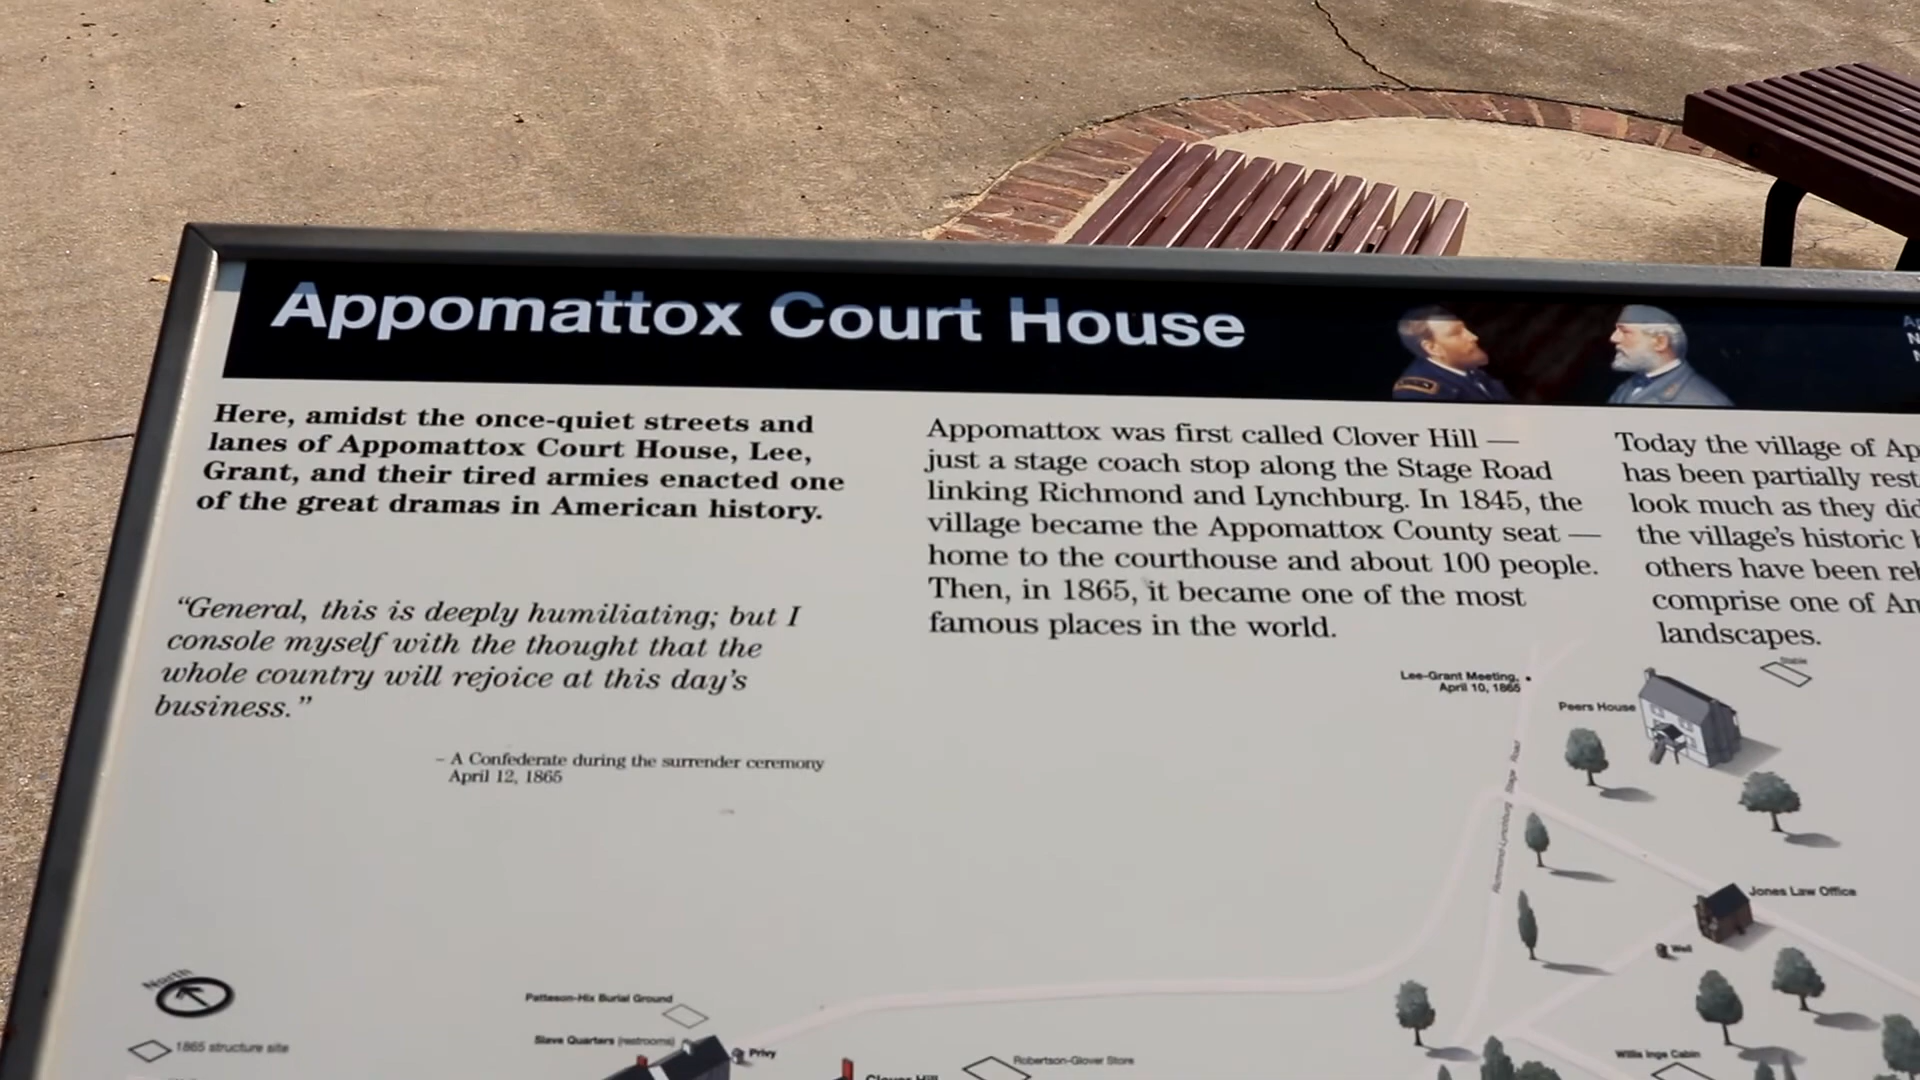 Appomattox Court House
Here, amidst the once-quiet streets and
lanes of Appomattox Court House, Lee,
Grant, and their tired armies enacted one
of the great dramas in American history.
“General, this is deeply humiliating; but I
console myself with the thought that the
whole country will rejoice at this day’s
business.”
– A Confederate during the surrender ceremony
April 12, 1865
Appomattox was first called Clover Hill —
just a stage coach stop along the Stage Road
linking Richmond and Lynchburg. In 1845, the
village became the Appomattox County seat —
home to the courthouse and about 100 people.
Then, in 1865, it became one of the most
famous places in the world.
Today the village of Ap
has been partially rest
look much as they did
the village’s historic
others have been
comprise one of
landscapes.
Stable
Lee-Grant Meeting,
April 10, 1865
Peers House
Richmond-Lynchburg Stage Road
Jones Law Office
Well
North
Patteson-Hix Burial Ground
1865 structure site
Slave Quarters (restrooms)
Privy
Robertson-Glover Store
Willis Inge Cabin
Clover Hill